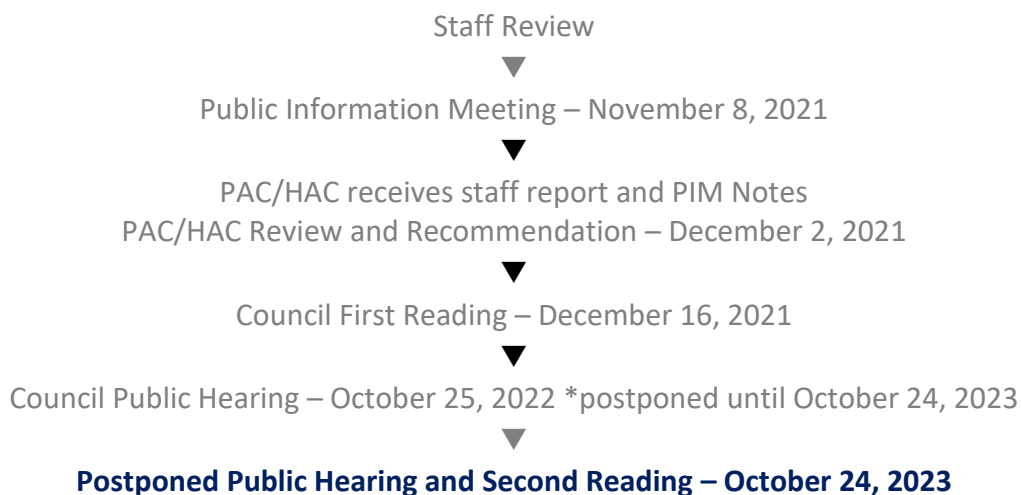 Staff Review
Public Information Meeting – November 8, 2021
PAC/HAC receives staff report and PIM Notes
PAC/HAC Review and Recommendation – December 2, 2021
Council First Reading – December 16, 2021
Council Public Hearing – October 25, 2022 *postponed until October 24, 2023
Postponed Public Hearing and Second Reading – October 24, 2023